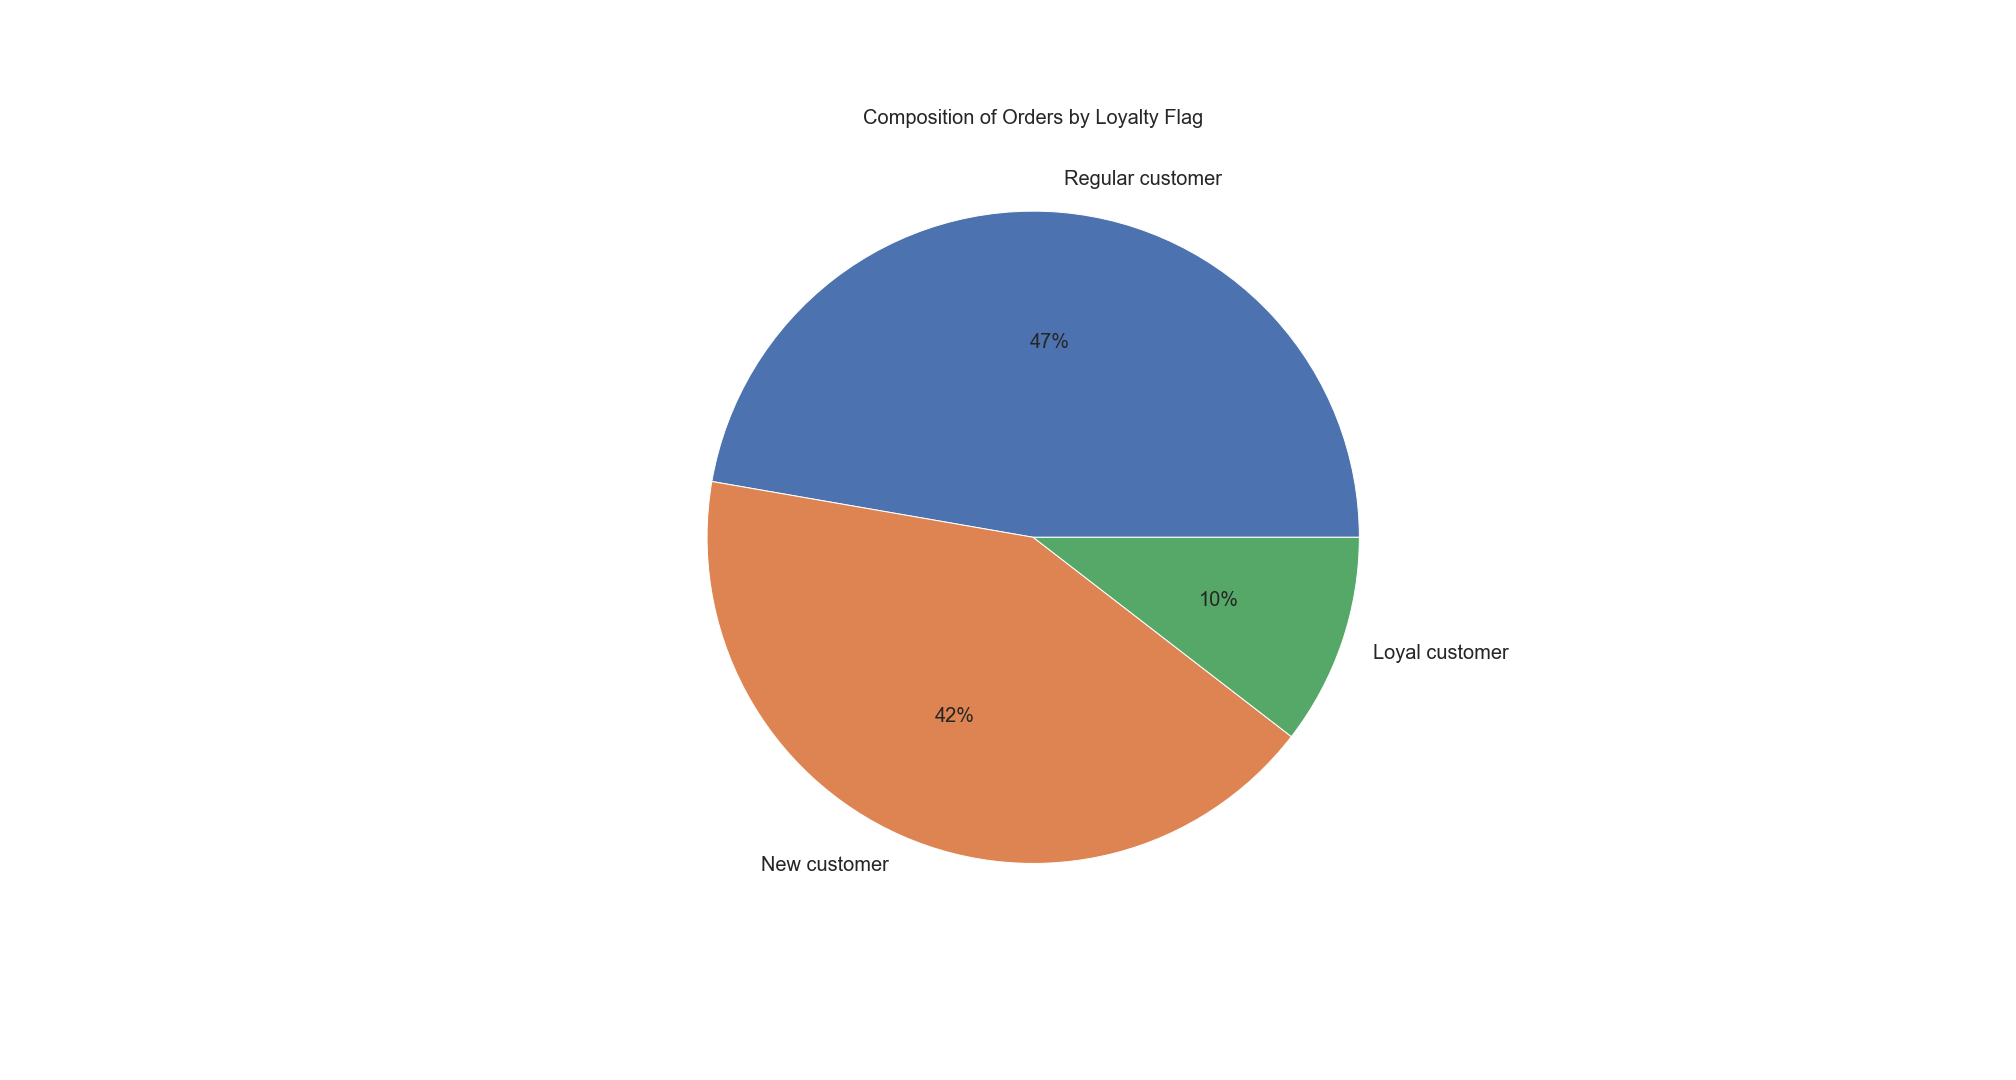 Composition of Orders by Loyalty Flag
Regular customer
47%
10%
Loyal customer
42%
New customer